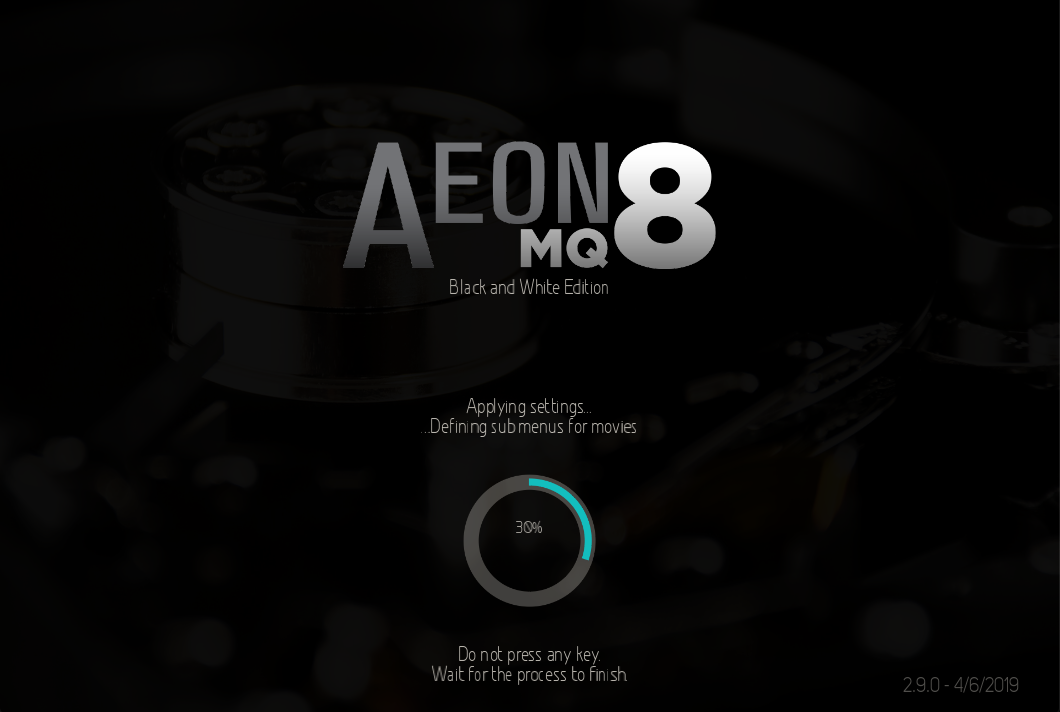 AEON
MQ 8
Black and White Edition
Applying settings...
...Defining submenus for movies
30%
Do not press any key.
Wait for the process to finish.
2.9.0 - 4/6/2019